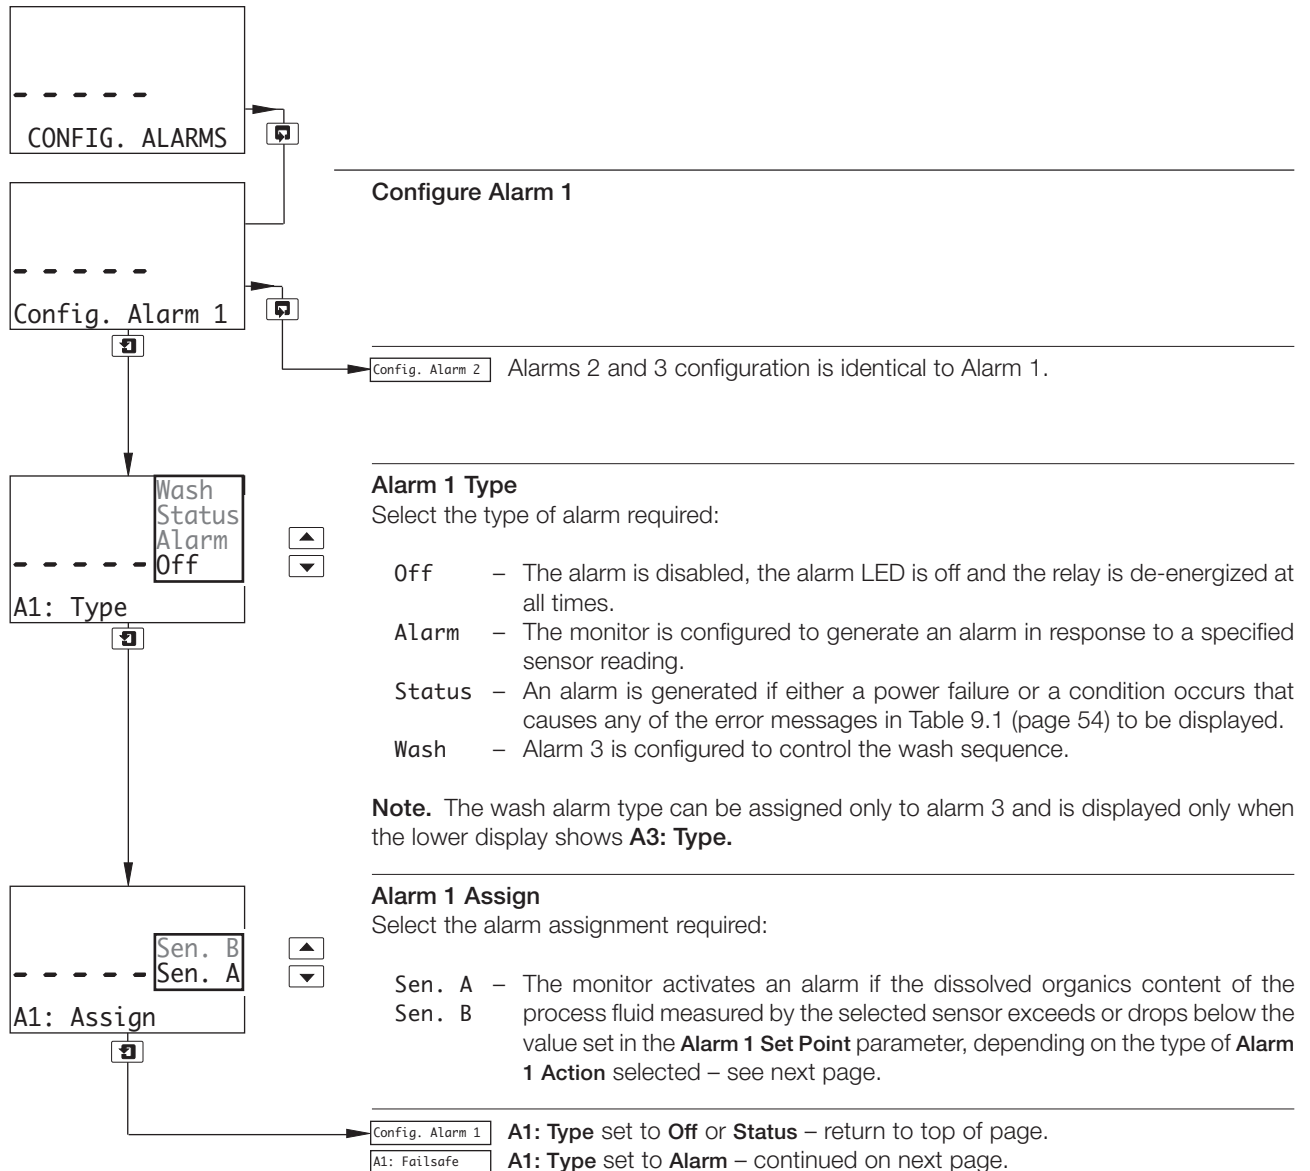 - - - - -
CONFIG. ALARMS
Configure Alarm 1
- - - - -
Config. Alarm 1
Config. Alarm 2 Alarms 2 and 3 configuration is identical to Alarm 1.
Wash
Status
Alarm
- - - - - Off
A1: Type
Alarm 1 Type
Select the type of alarm required:
Off – The alarm is disabled, the alarm LED is off and the relay is de-energized at
all times.
Alarm – The monitor is configured to generate an alarm in response to a specified
sensor reading.
Status – An alarm is generated if either a power failure or a condition occurs that
causes any of the error messages in Table 9.1 (page 54) to be displayed.
Wash – Alarm 3 is configured to control the wash sequence.
Note. The wash alarm type can be assigned only to alarm 3 and is displayed only when
the lower display shows A3: Type.
Sen. B
- - - - - Sen. A
A1: Assign
Alarm 1 Assign
Select the alarm assignment required:
Sen. A – The monitor activates an alarm if the dissolved organics content of the
Sen. B process fluid measured by the selected sensor exceeds or drops below the
value set in the Alarm 1 Set Point parameter, depending on the type of Alarm
1 Action selected – see next page.
Config. Alarm 1 A1: Type set to Off or Status – return to top of page.
A1: Failsafe A1: Type set to Alarm – continued on next page.